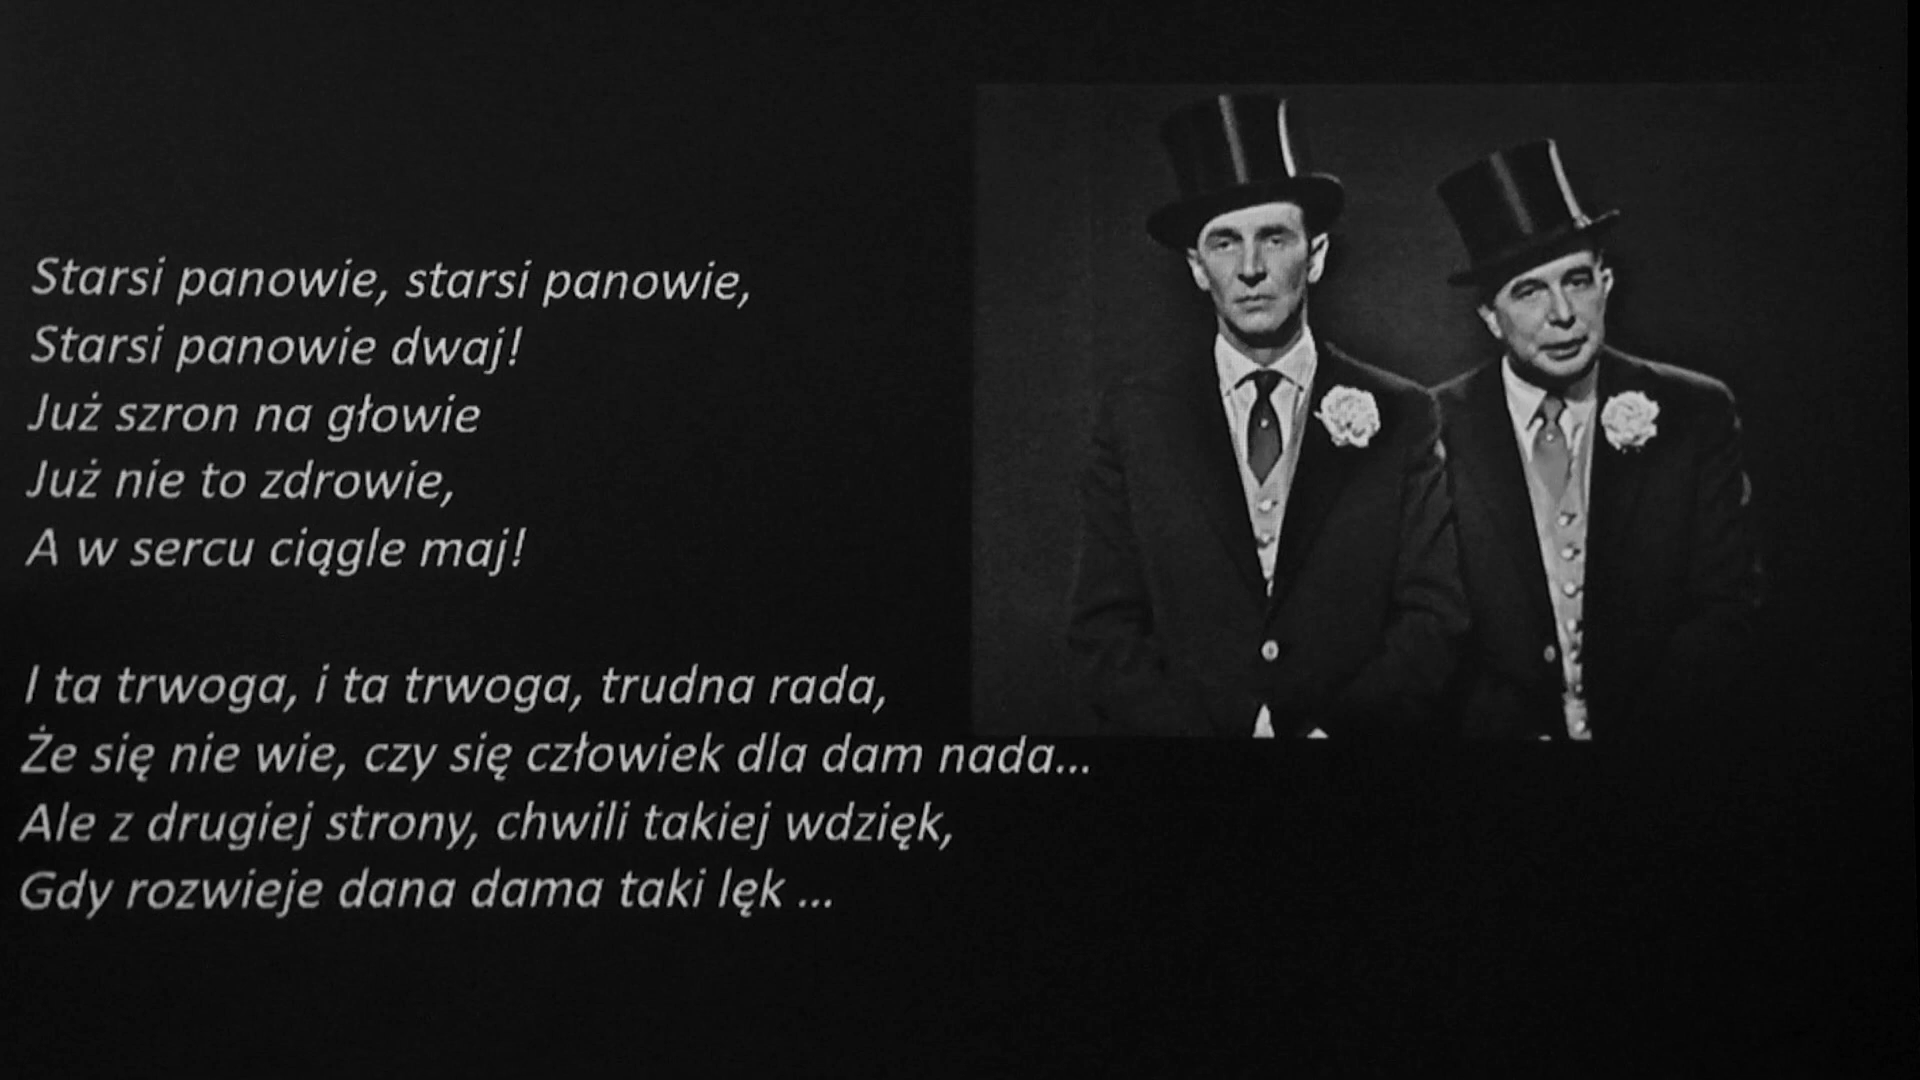 Starsi panowie, starsi panowie,
Starsi panowie dwaj!
Już szron na głowie
Już nie to zdrowie,
A w sercu ciągle maj!
I ta trwoga, i ta trwoga, trudna rada,
Że się nie wie, czy się człowiek dla dam nada...
Ale z drugiej strony, chwili takiej wdzięk,
Gdy rozwieje dana dama taki lęk ...